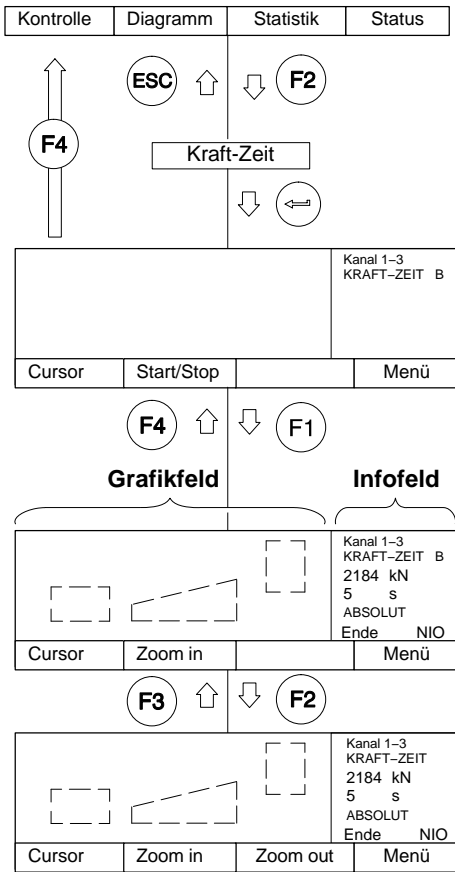 Kontrolle Diagramm Statistik Status
ESC F2
F4
Kraft-Zeit
Kanal 1–3
KRAFT–ZEIT B
Cursor Start/Stop Menü
F4 F1
Grafikfeld Infofeld
Kanal 1–3
KRAFT–ZEIT B
2184 kN
5 s
ABSOLUT
Ende NIO
Cursor Zoom in Menü
F3 F2
Kanal 1–3
KRAFT–ZEIT
2184 kN
5 s
ABSOLUT
Ende NIO
Cursor Zoom in Zoom out Menü